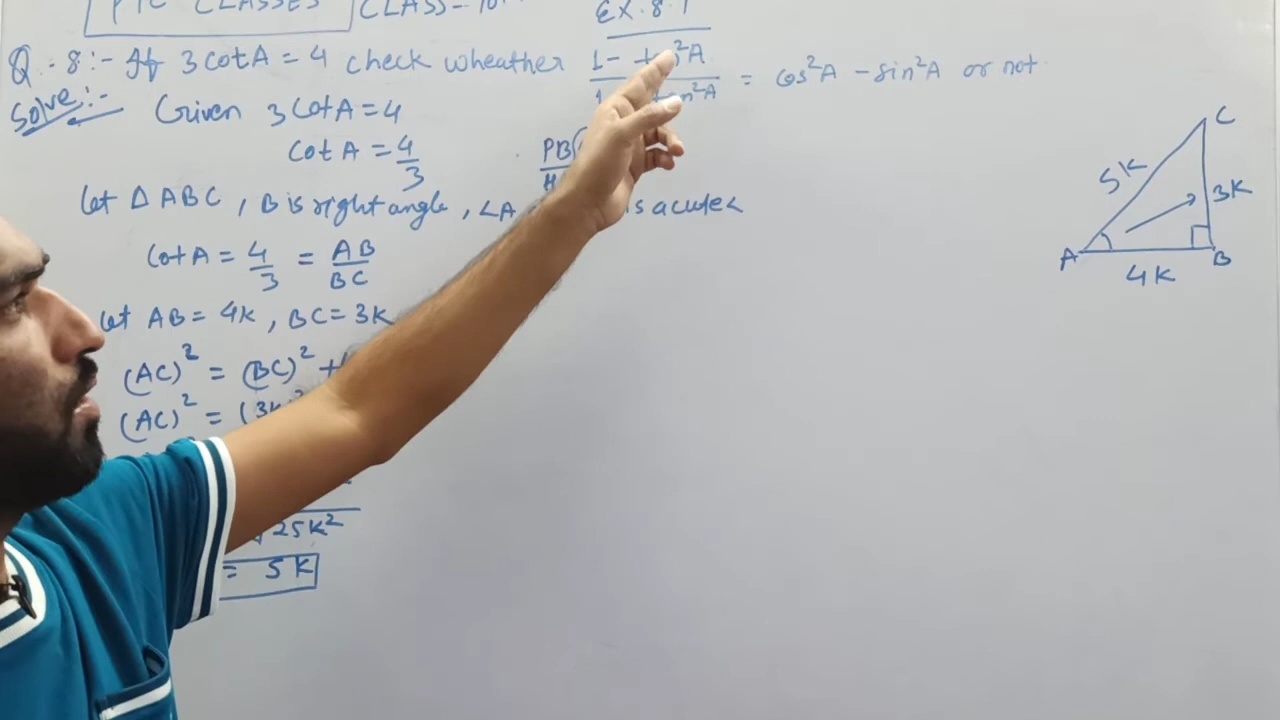 PTC CLASSES CLASS-10
EX.8.1
Q.-8:- If 3 cot A = 4 check wheather 1 - tan²A / 1 + tan²A = cos²A - sin²A or not
Solve:- Given 3 cot A = 4
cot A = 4/3
PB
H
let △ ABC, B is right angle, ∠A is acute∠
cot A = 4/3 = AB/BC
let AB = 4K, BC = 3K
(AC)² = (BC)² +
(AC)² = (3K)²
25K²
= 5K
C
5K
3K
A
B
4K